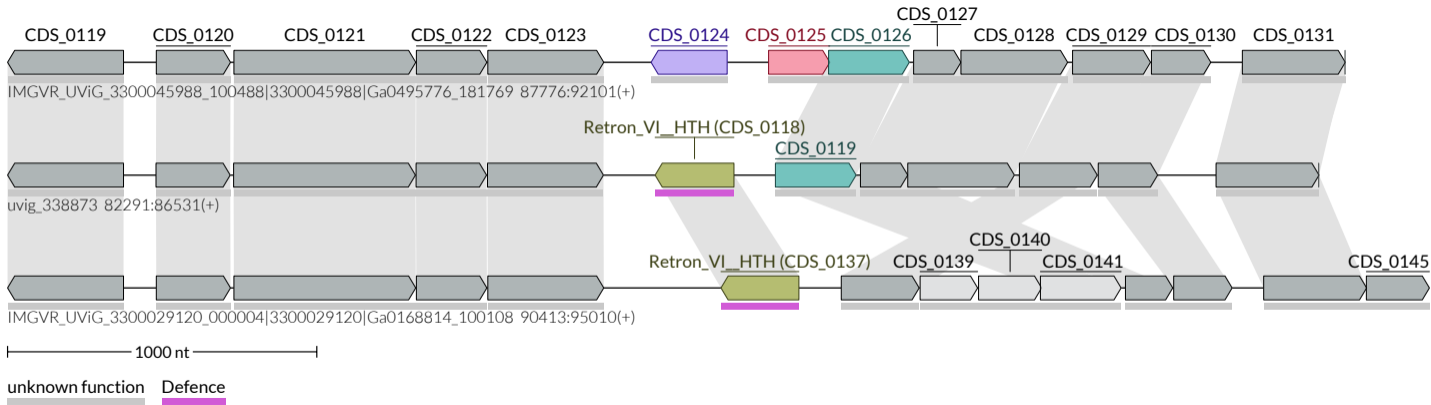 CDS_0127
CDS_0119 CDS_0120 CDS_0121 CDS_0122 CDS_0123 CDS_0124 CDS_0125 CDS_0126 CDS_0128 CDS_0129 CDS_0130 CDS_0131
IMGVR_UViG_3300045988_100488|3300045988|Ga0495776_181769 87776:92101(+)
Retron_VI__HTH (CDS_0118)
CDS_0119
uvig_338873 82291:86531(+)
CDS_0140
Retron_VI__HTH (CDS_0137) CDS_0139 CDS_0141 CDS_0145
IMGVR_UViG_3300029120_000004|3300029120|Ga0168814_100108 90413:95010(+)
1000 nt
unknown function Defence